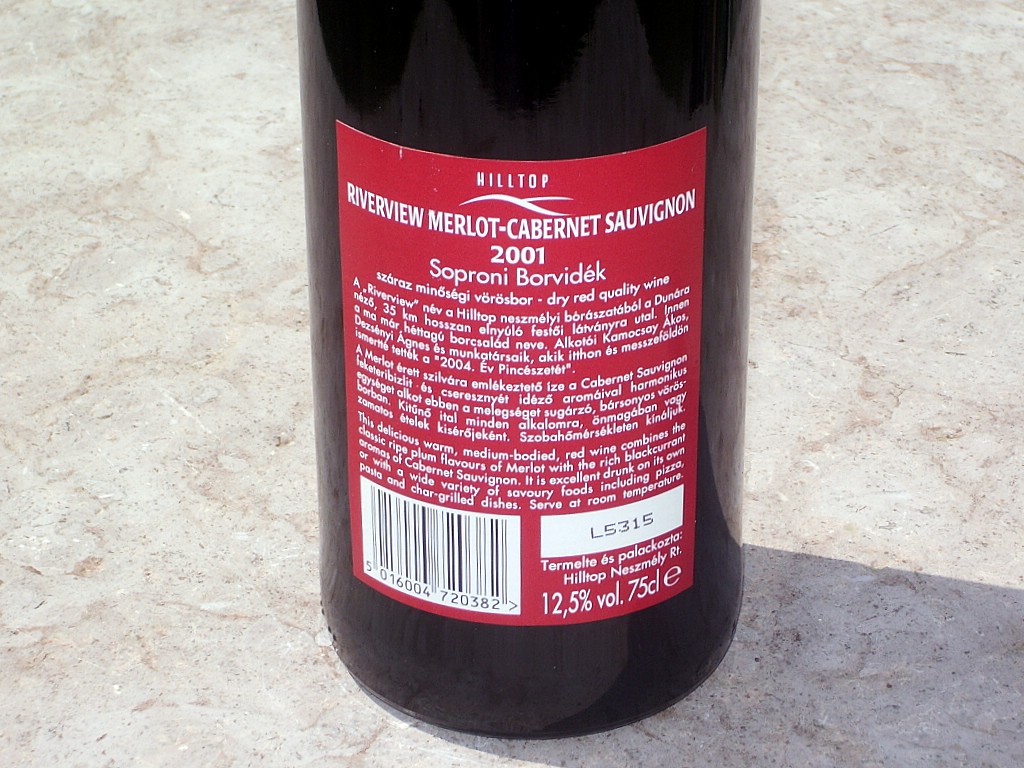 HILLTOP
RIVERVIEW MERLOT-CABERNET SAUVIGNON
2001
Soproni Borvidék
száraz minőségi vörösbor - dry red quality wine
A „Riverview” név a Hilltop neszmélyi bórászatából a Dunára
néző, 35 km hosszan elnyúló festői látványra utal. Innen
a ma már héttagú borcsalád neve. Alkotói Kamocsay Ákos,
Dezsényi Ágnes és munkatársaik, akik itthon és messzeföldön
ismertté tették a "2004. Év Pincészetét".
A Merlot érett szilvára emlékeztető íze a Cabernet Sauvignon
feketeribizlit és cseresznyét idéző aromáival harmonikus
egységet alkot ebben a melegséget sugárzó, bársonyos vörös-
borban. Kitűnő ital minden alkalomra, önmagában vagy
zamatos ételek kisérőjeként. Szobahőmérsékleten kínáljuk.
This delicious warm, medium-bodied, red wine combines the
classic ripe plum flavours of Merlot with the rich blackcurrant
aromas of Cabernet Sauvignon. It is excellent drunk on its own
or with a wide variety of savoury foods including pizza,
pasta and char-grilled dishes. Serve at room temperature.
L5315
5 016004 720382 >
Termelte és palackozta:
Hilltop Neszmély Rt.
12,5% vol. 75cl e